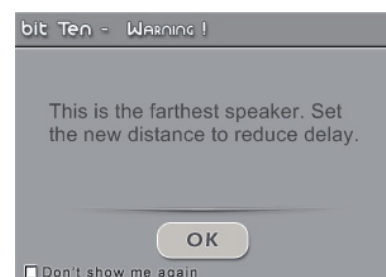 bit Ten - Warning !
This is the farthest speaker. Set
the new distance to reduce delay.
OK
Don't show me again